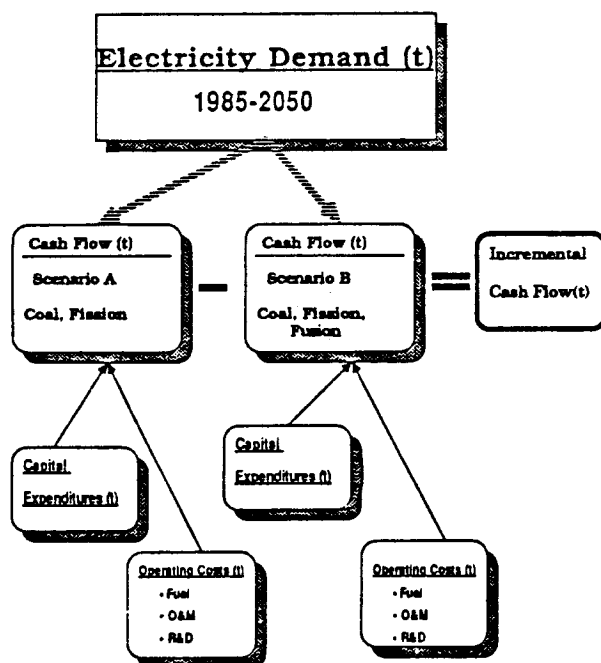 Electricity Demand (t)
1985-2050
Cash Flow (t)
Scenario A
Coal, Fission
Cash Flow (t)
Scenario B
Coal, Fission,
Fusion
Incremental
Cash Flow(t)
Capital
Expenditures (t)
Capital
Expenditures (t)
Operating Costs (t)
• Fuel
• O&M
• R&D
Operating Costs (t)
• Fuel
• O&M
• R&D